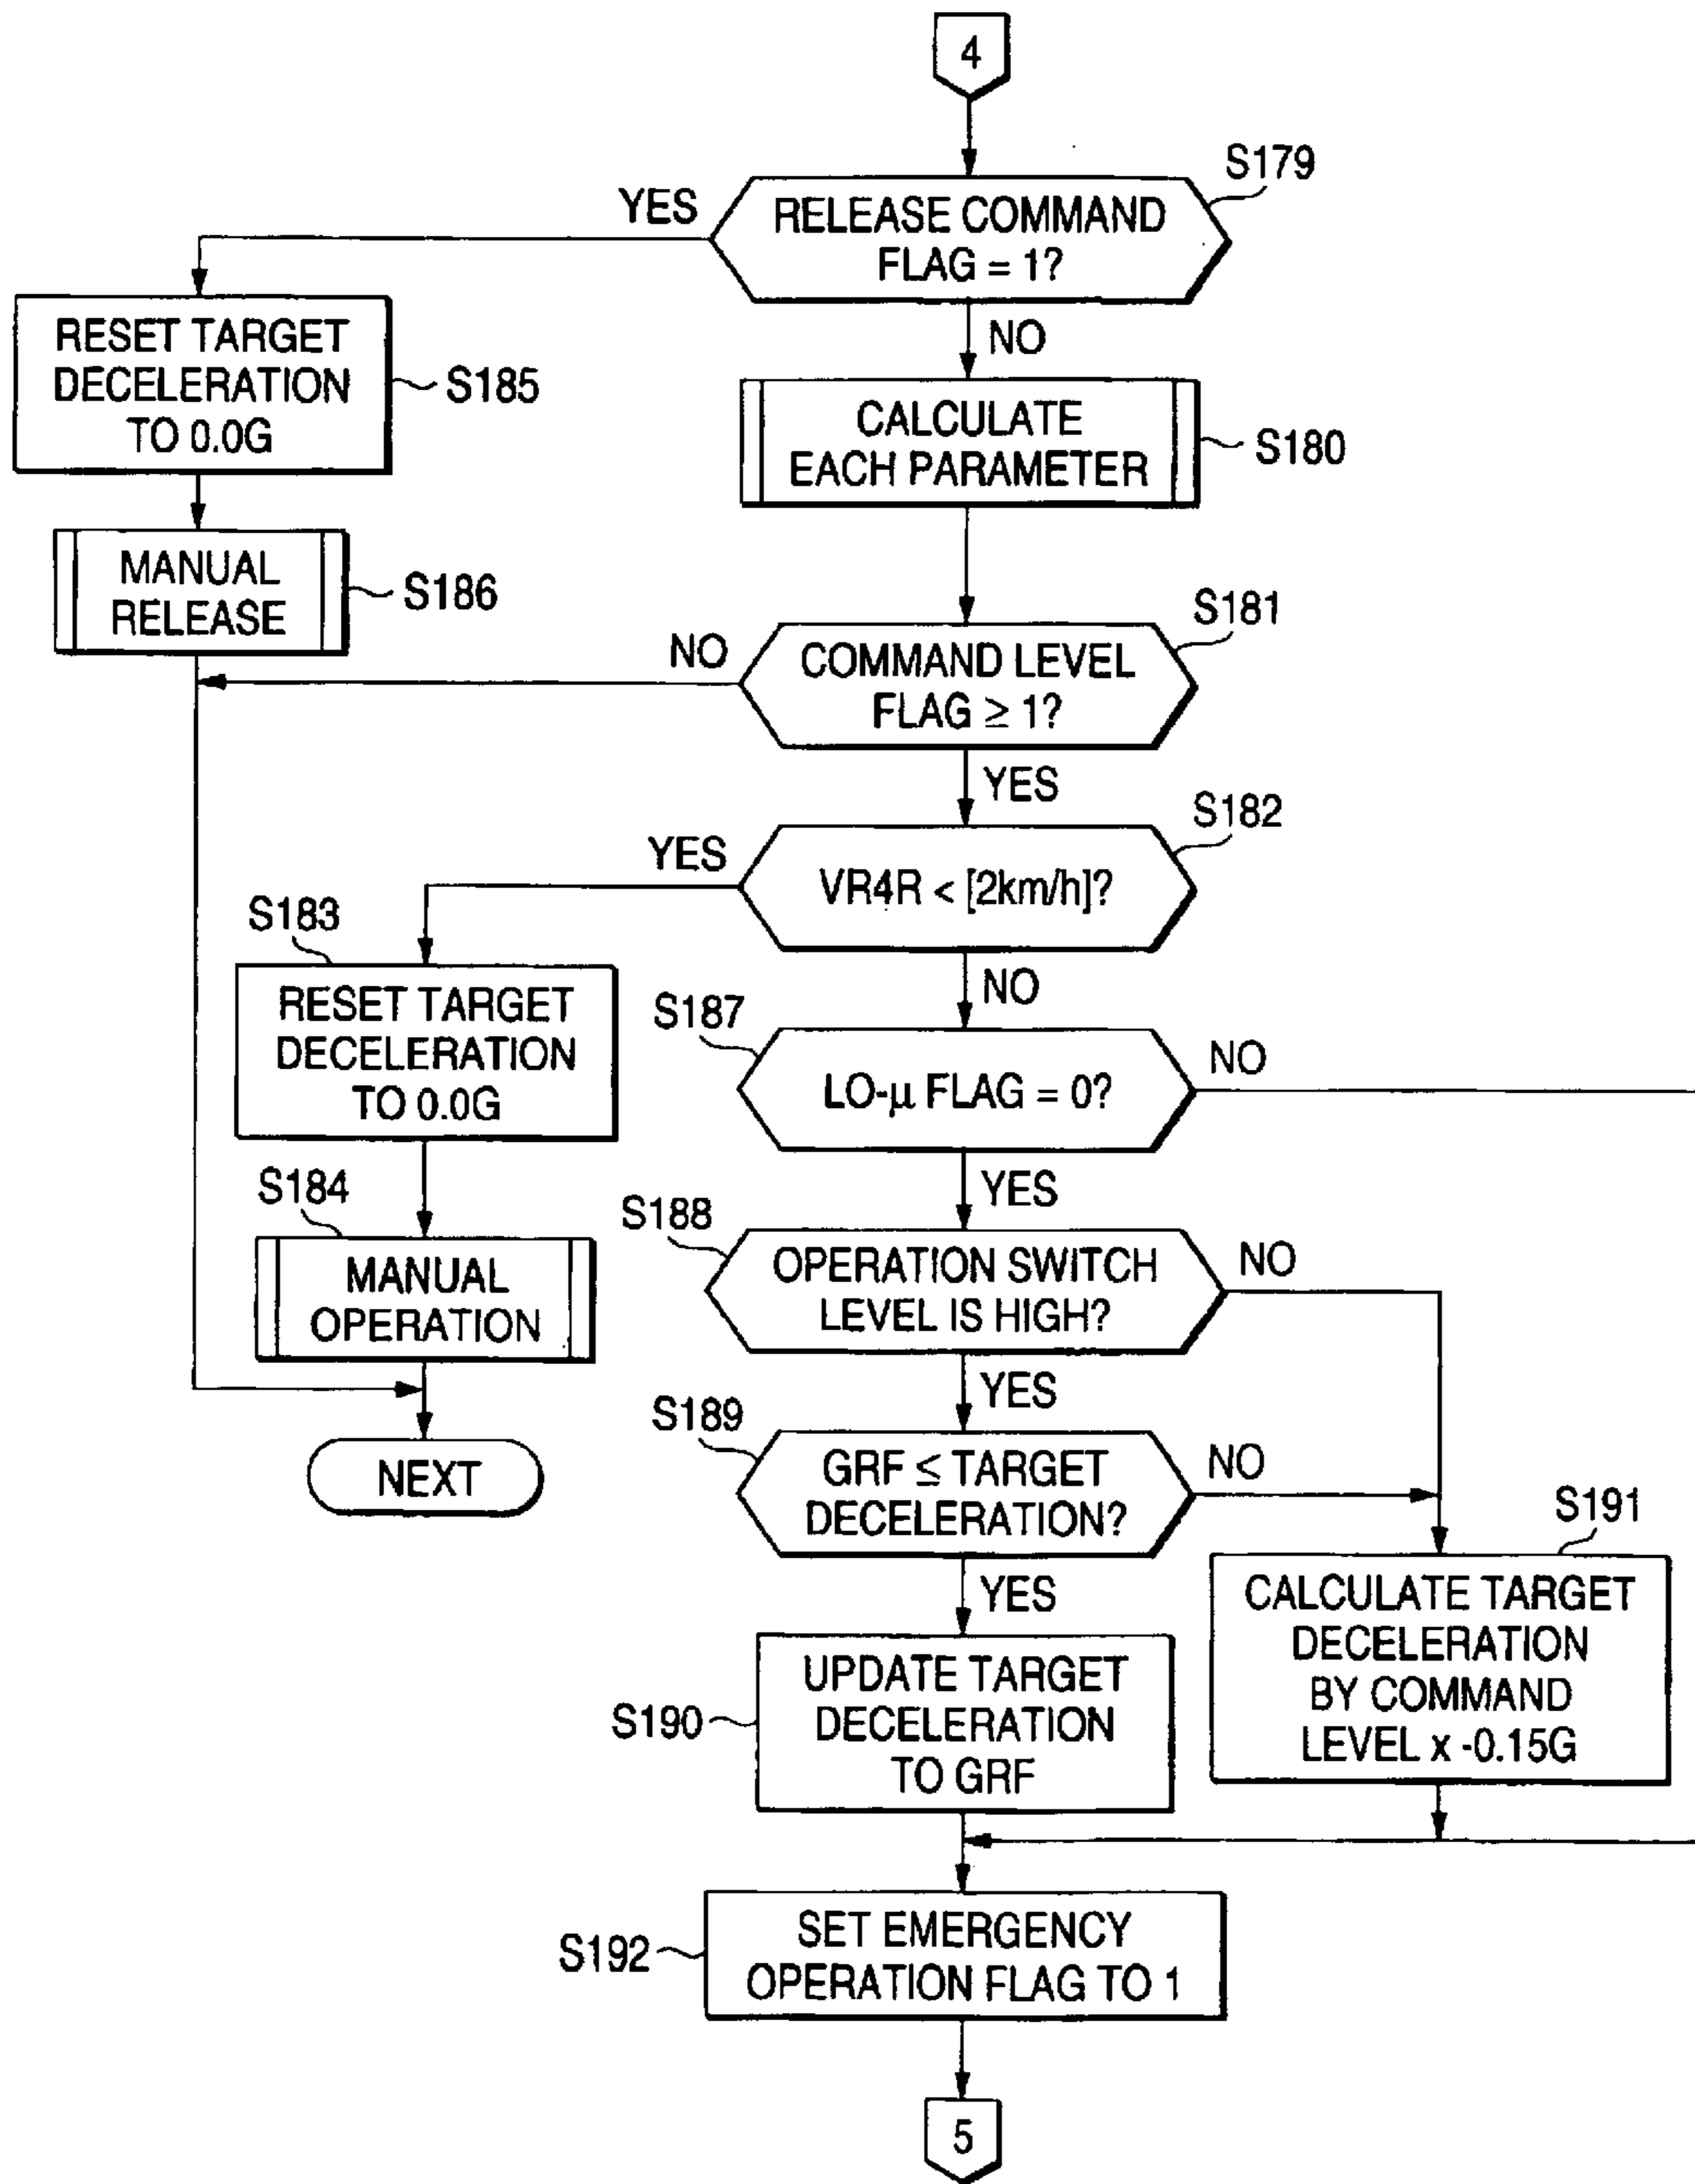 4
S179
YES
RELEASE COMMAND
FLAG = 1?
NO
RESET TARGET
DECELERATION
TO 0.0G
S185
CALCULATE
EACH PARAMETER
S180
MANUAL
RELEASE
S186
S181
NO
COMMAND LEVEL
FLAG ≥ 1?
YES
S182
YES
VR4R < [2km/h]?
S183
NO
RESET TARGET
DECELERATION
TO 0.0G
S187
NO
LO-μ FLAG = 0?
S184
YES
MANUAL
OPERATION
S188
OPERATION SWITCH
LEVEL IS HIGH?
NO
YES
S189
NEXT
GRF ≤ TARGET
DECELERATION?
NO
S191
YES
CALCULATE TARGET
DECELERATION
BY COMMAND
LEVEL x -0.15G
UPDATE TARGET
DECELERATION
TO GRF
S190
SET EMERGENCY
OPERATION FLAG TO 1
S192
5